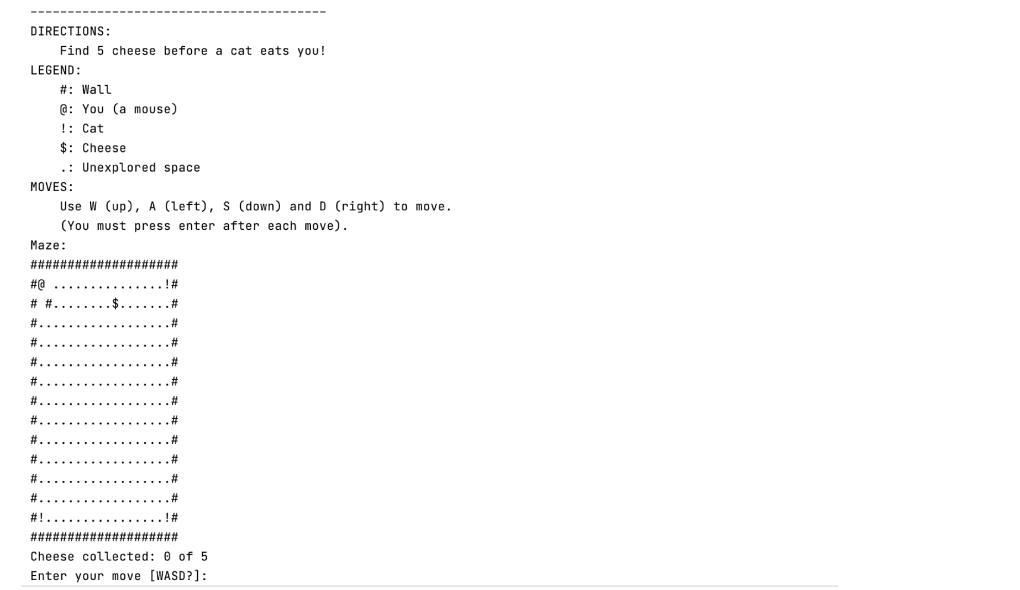 ----------------------------------------
DIRECTIONS:
    Find 5 cheese before a cat eats you!
LEGEND:
    #: Wall
    @: You (a mouse)
    !: Cat
    $: Cheese
    .: Unexplored space
MOVES:
    Use W (up), A (left), S (down) and D (right) to move.
    (You must press enter after each move).
Maze:
####################
#@ ...............!#
# #........$.......#
#..................#
#..................#
#..................#
#..................#
#..................#
#..................#
#..................#
#..................#
#..................#
#..................#
#!................!#
####################
Cheese collected: 0 of 5
Enter your move [WASD?]: